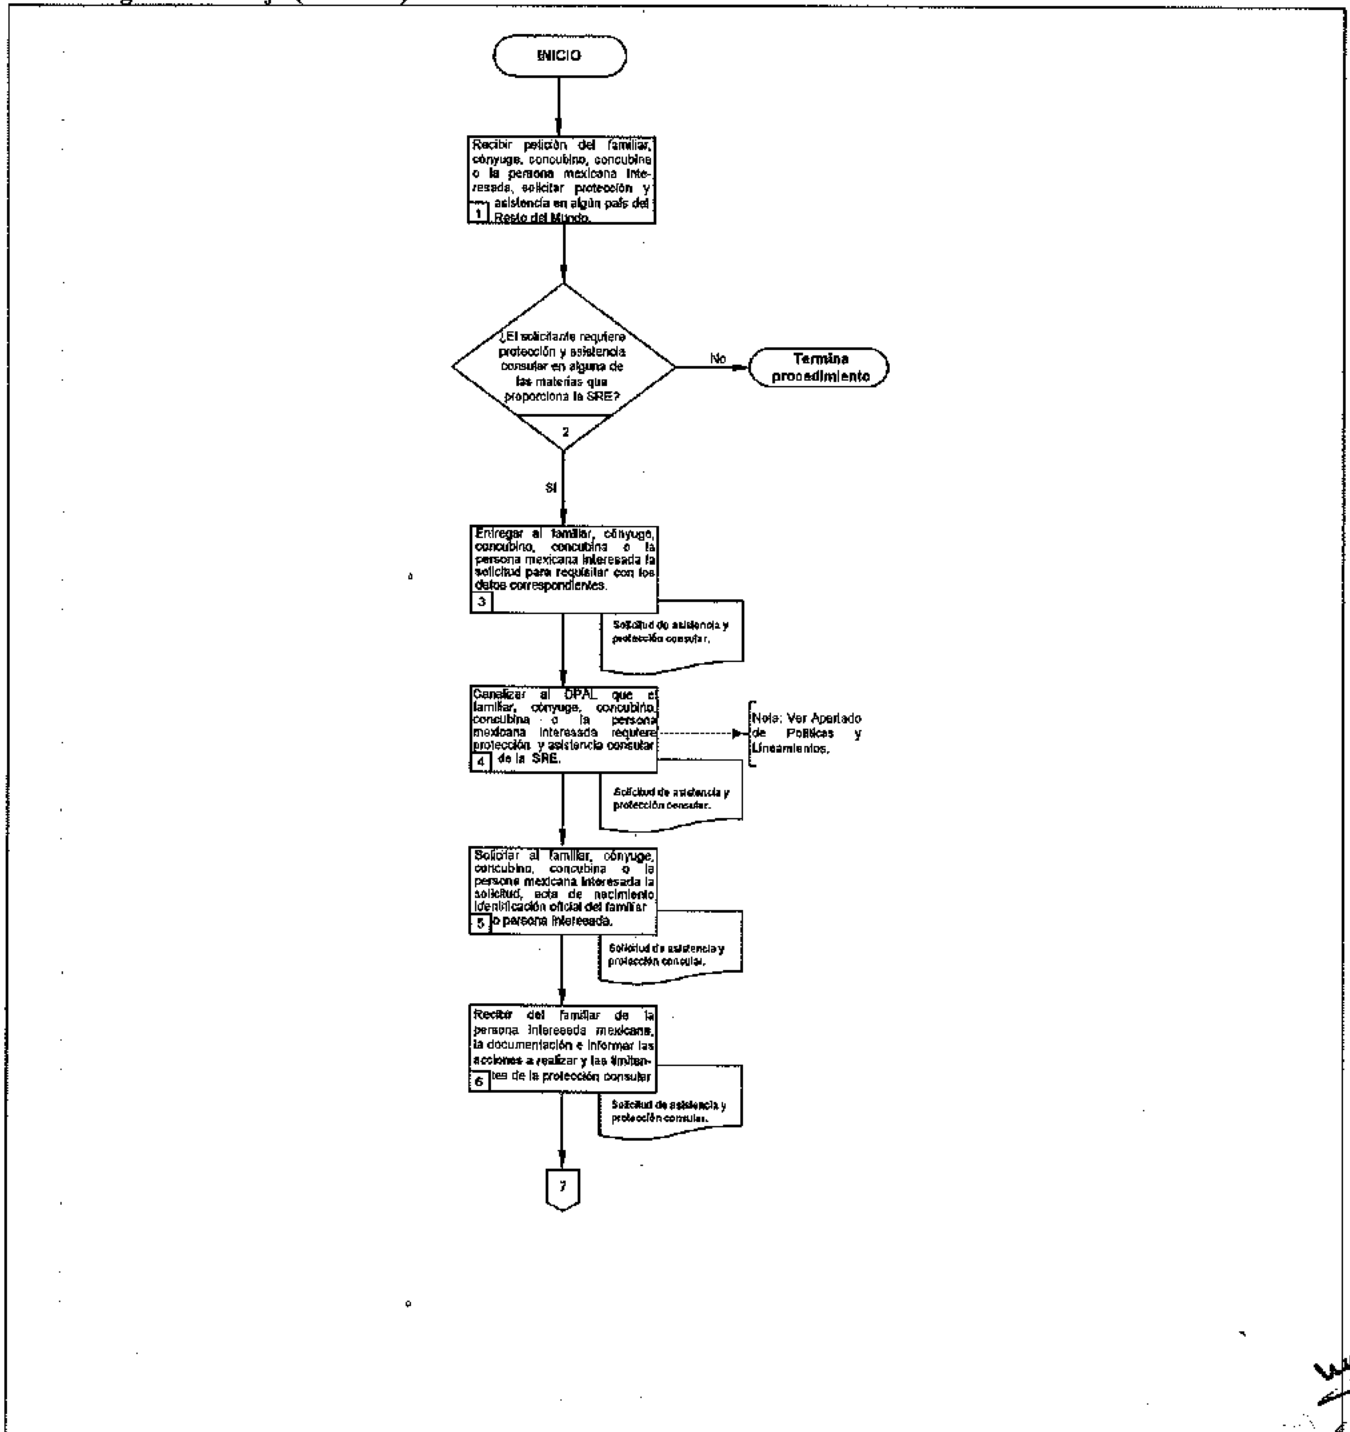 INICIO
Recibir petición del familiar,
cónyuge, concubino, concubina
o la persona mexicana inte-
resada, solicitar protección y
asistencia en algún país del
1 Resto del Mundo.
¿El solicitante requiere
protección y asistencia
consular en alguna de
las materias que
proporciona la SRE?
2
No
Termina
procedimiento
SI
Entregar al familiar, cónyuge,
concubino, concubina o la
persona mexicana interesada la
solicitud para requisitar con los
datos correspondientes.
3
Solicitud de asistencia y
protección consular.
Canalizar al DPAL que el
familiar, cónyuge, concubino,
concubina o la persona
mexicana interesada requiere
protección y asistencia consular
4 de la SRE.
Nota: Ver Apartado
de Políticas y
Lineamientos.
Solicitud de asistencia y
protección consular.
Solicitar al familiar, cónyuge,
concubino, concubina o la
persona mexicana interesada la
solicitud, acta de nacimiento
identificación oficial del familiar
5 o persona interesada.
Solicitud de asistencia y
protección consular.
Recibir del familiar de la
persona interesada mexicana,
la documentación e informar las
acciones a realizar y las limitan-
6 tes de la protección consular
Solicitud de asistencia y
protección consular.
7